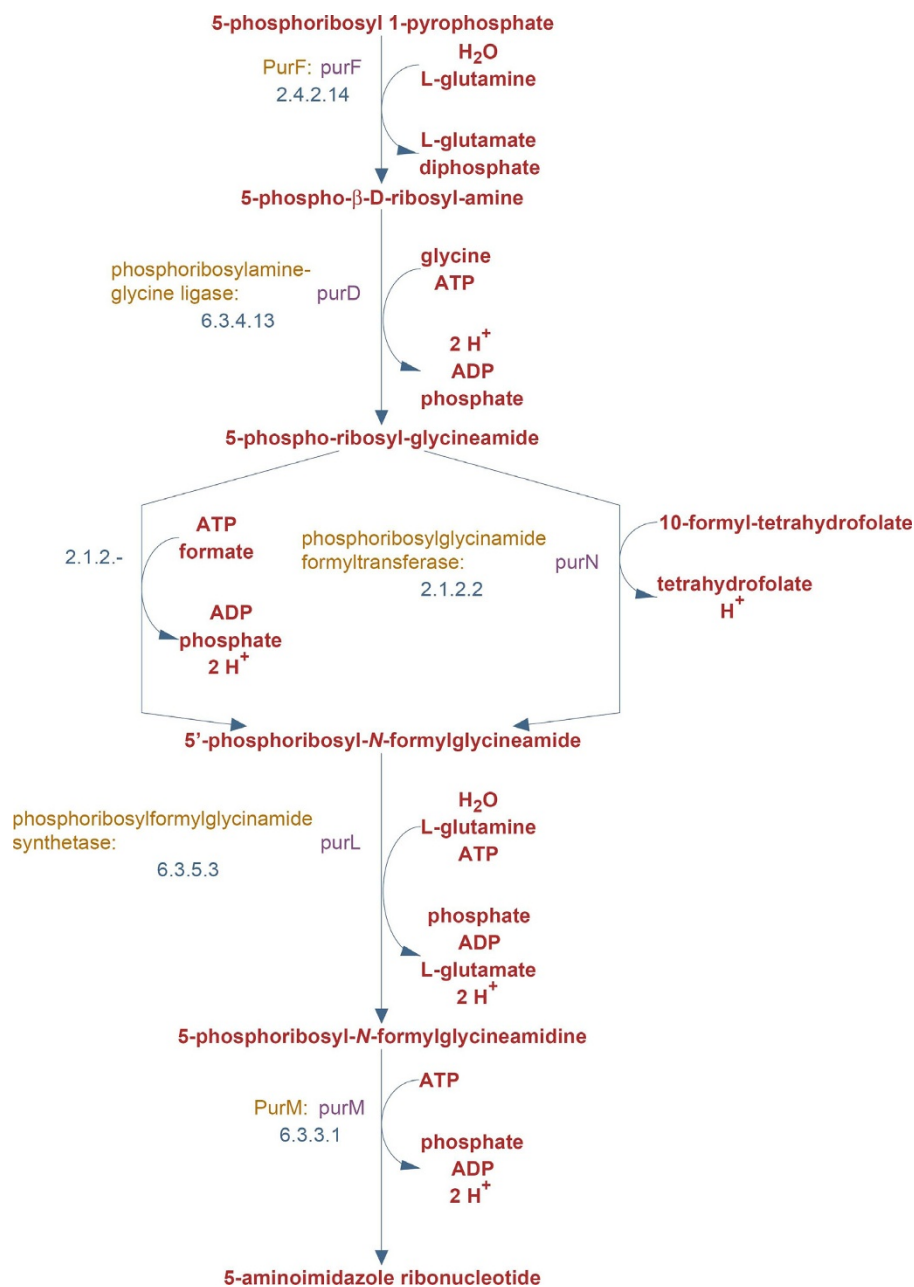 5-phosphoribosyl 1-pyrophosphate
H2O
PurF: purF
L-glutamine
2.4.2.14
L-glutamate
diphosphate
5-phospho-β-D-ribosyl-amine
glycine
phosphoribosylamine-
ATP
glycine ligase: purD
6.3.4.13
2 H+
ADP
phosphate
5-phospho-ribosyl-glycineamide
ATP
10-formyl-tetrahydrofolate
formate
phosphoribosylglycinamide
2.1.2.-
formyltransferase: purN
2.1.2.2
tetrahydrofolate
H+
ADP
phosphate
2 H+
5’-phosphoribosyl-N-formylglycineamide
H2O
phosphoribosylformylglycinamide
L-glutamine
synthetase: purL
ATP
6.3.5.3
phosphate
ADP
L-glutamate
2 H+
5-phosphoribosyl-N-formylglycineamidine
ATP
PurM: purM
6.3.3.1
phosphate
ADP
2 H+
5-aminoimidazole ribonucleotide